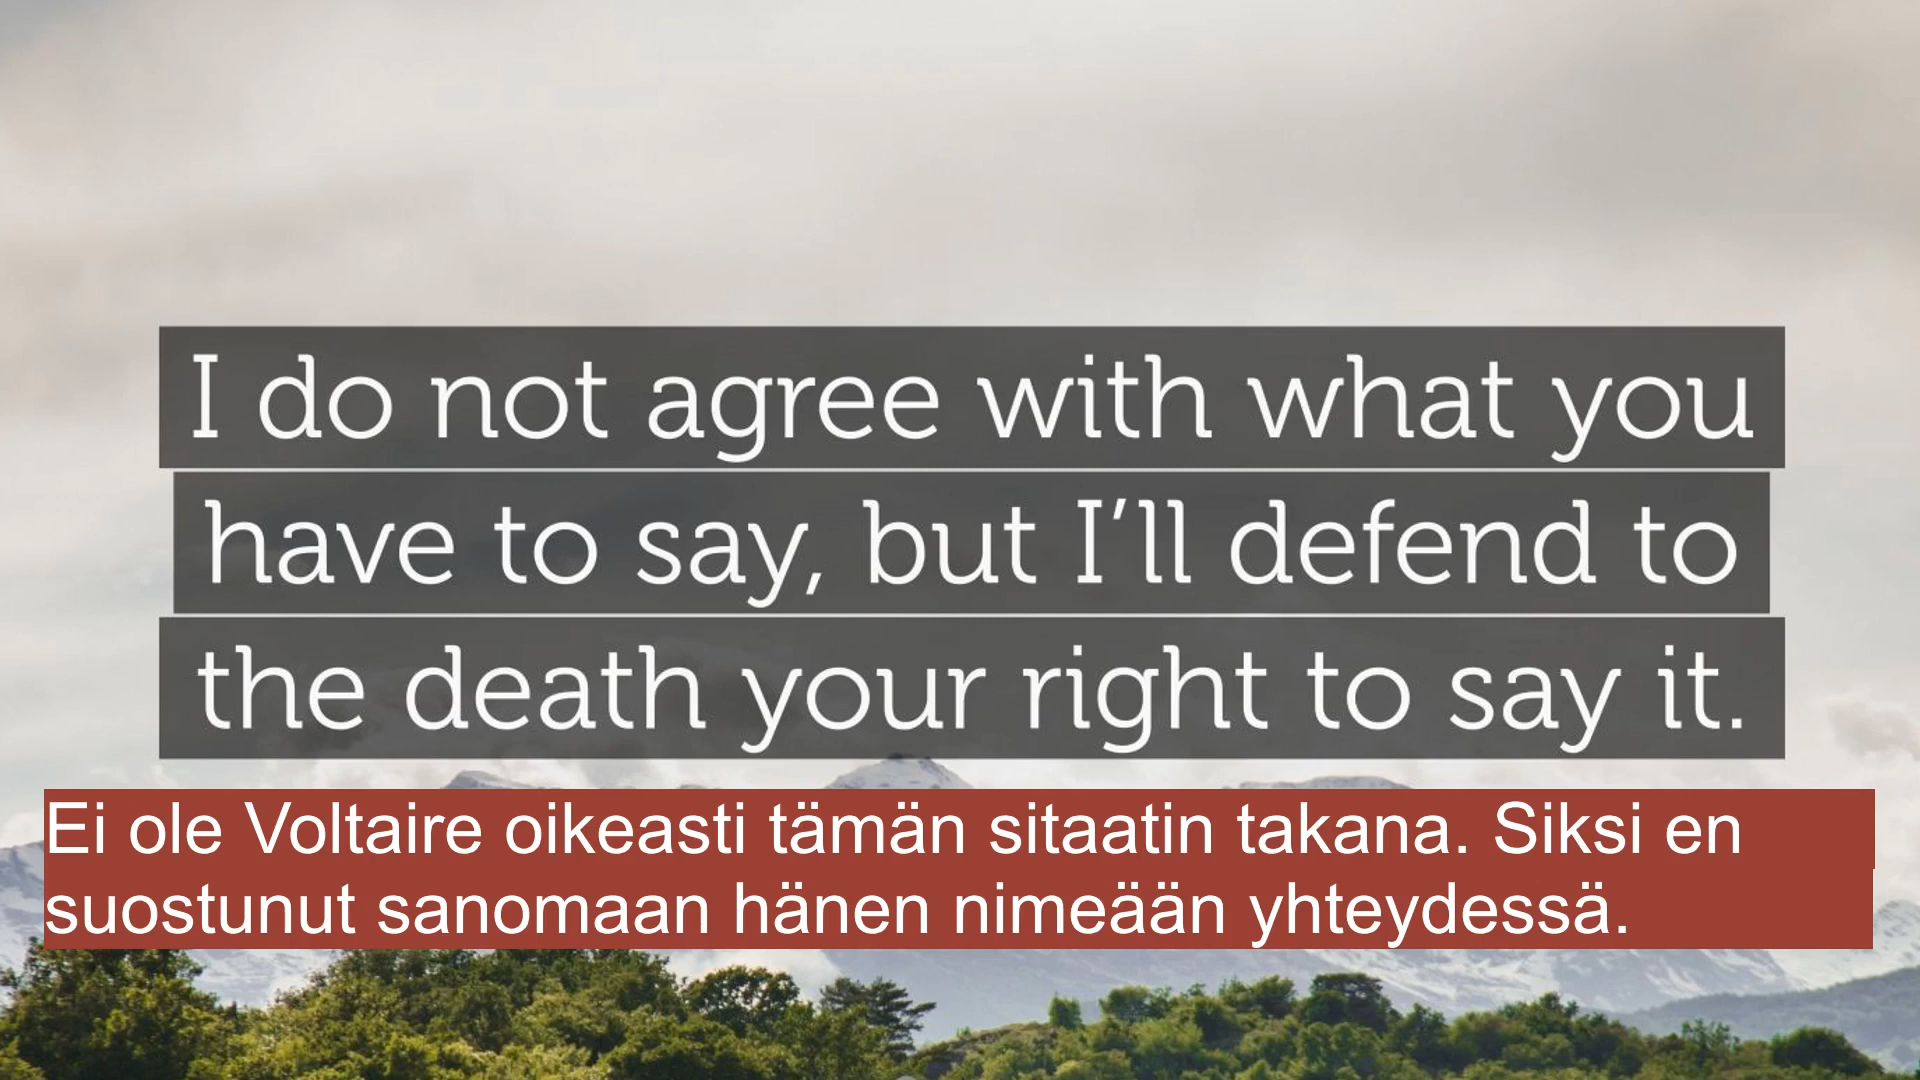 I do not agree with what you
have to say, but I’ll defend to
the death your right to say it.
Ei ole Voltaire oikeasti tämän sitaatin takana. Siksi en
suostunut sanomaan hänen nimeään yhteydessä.